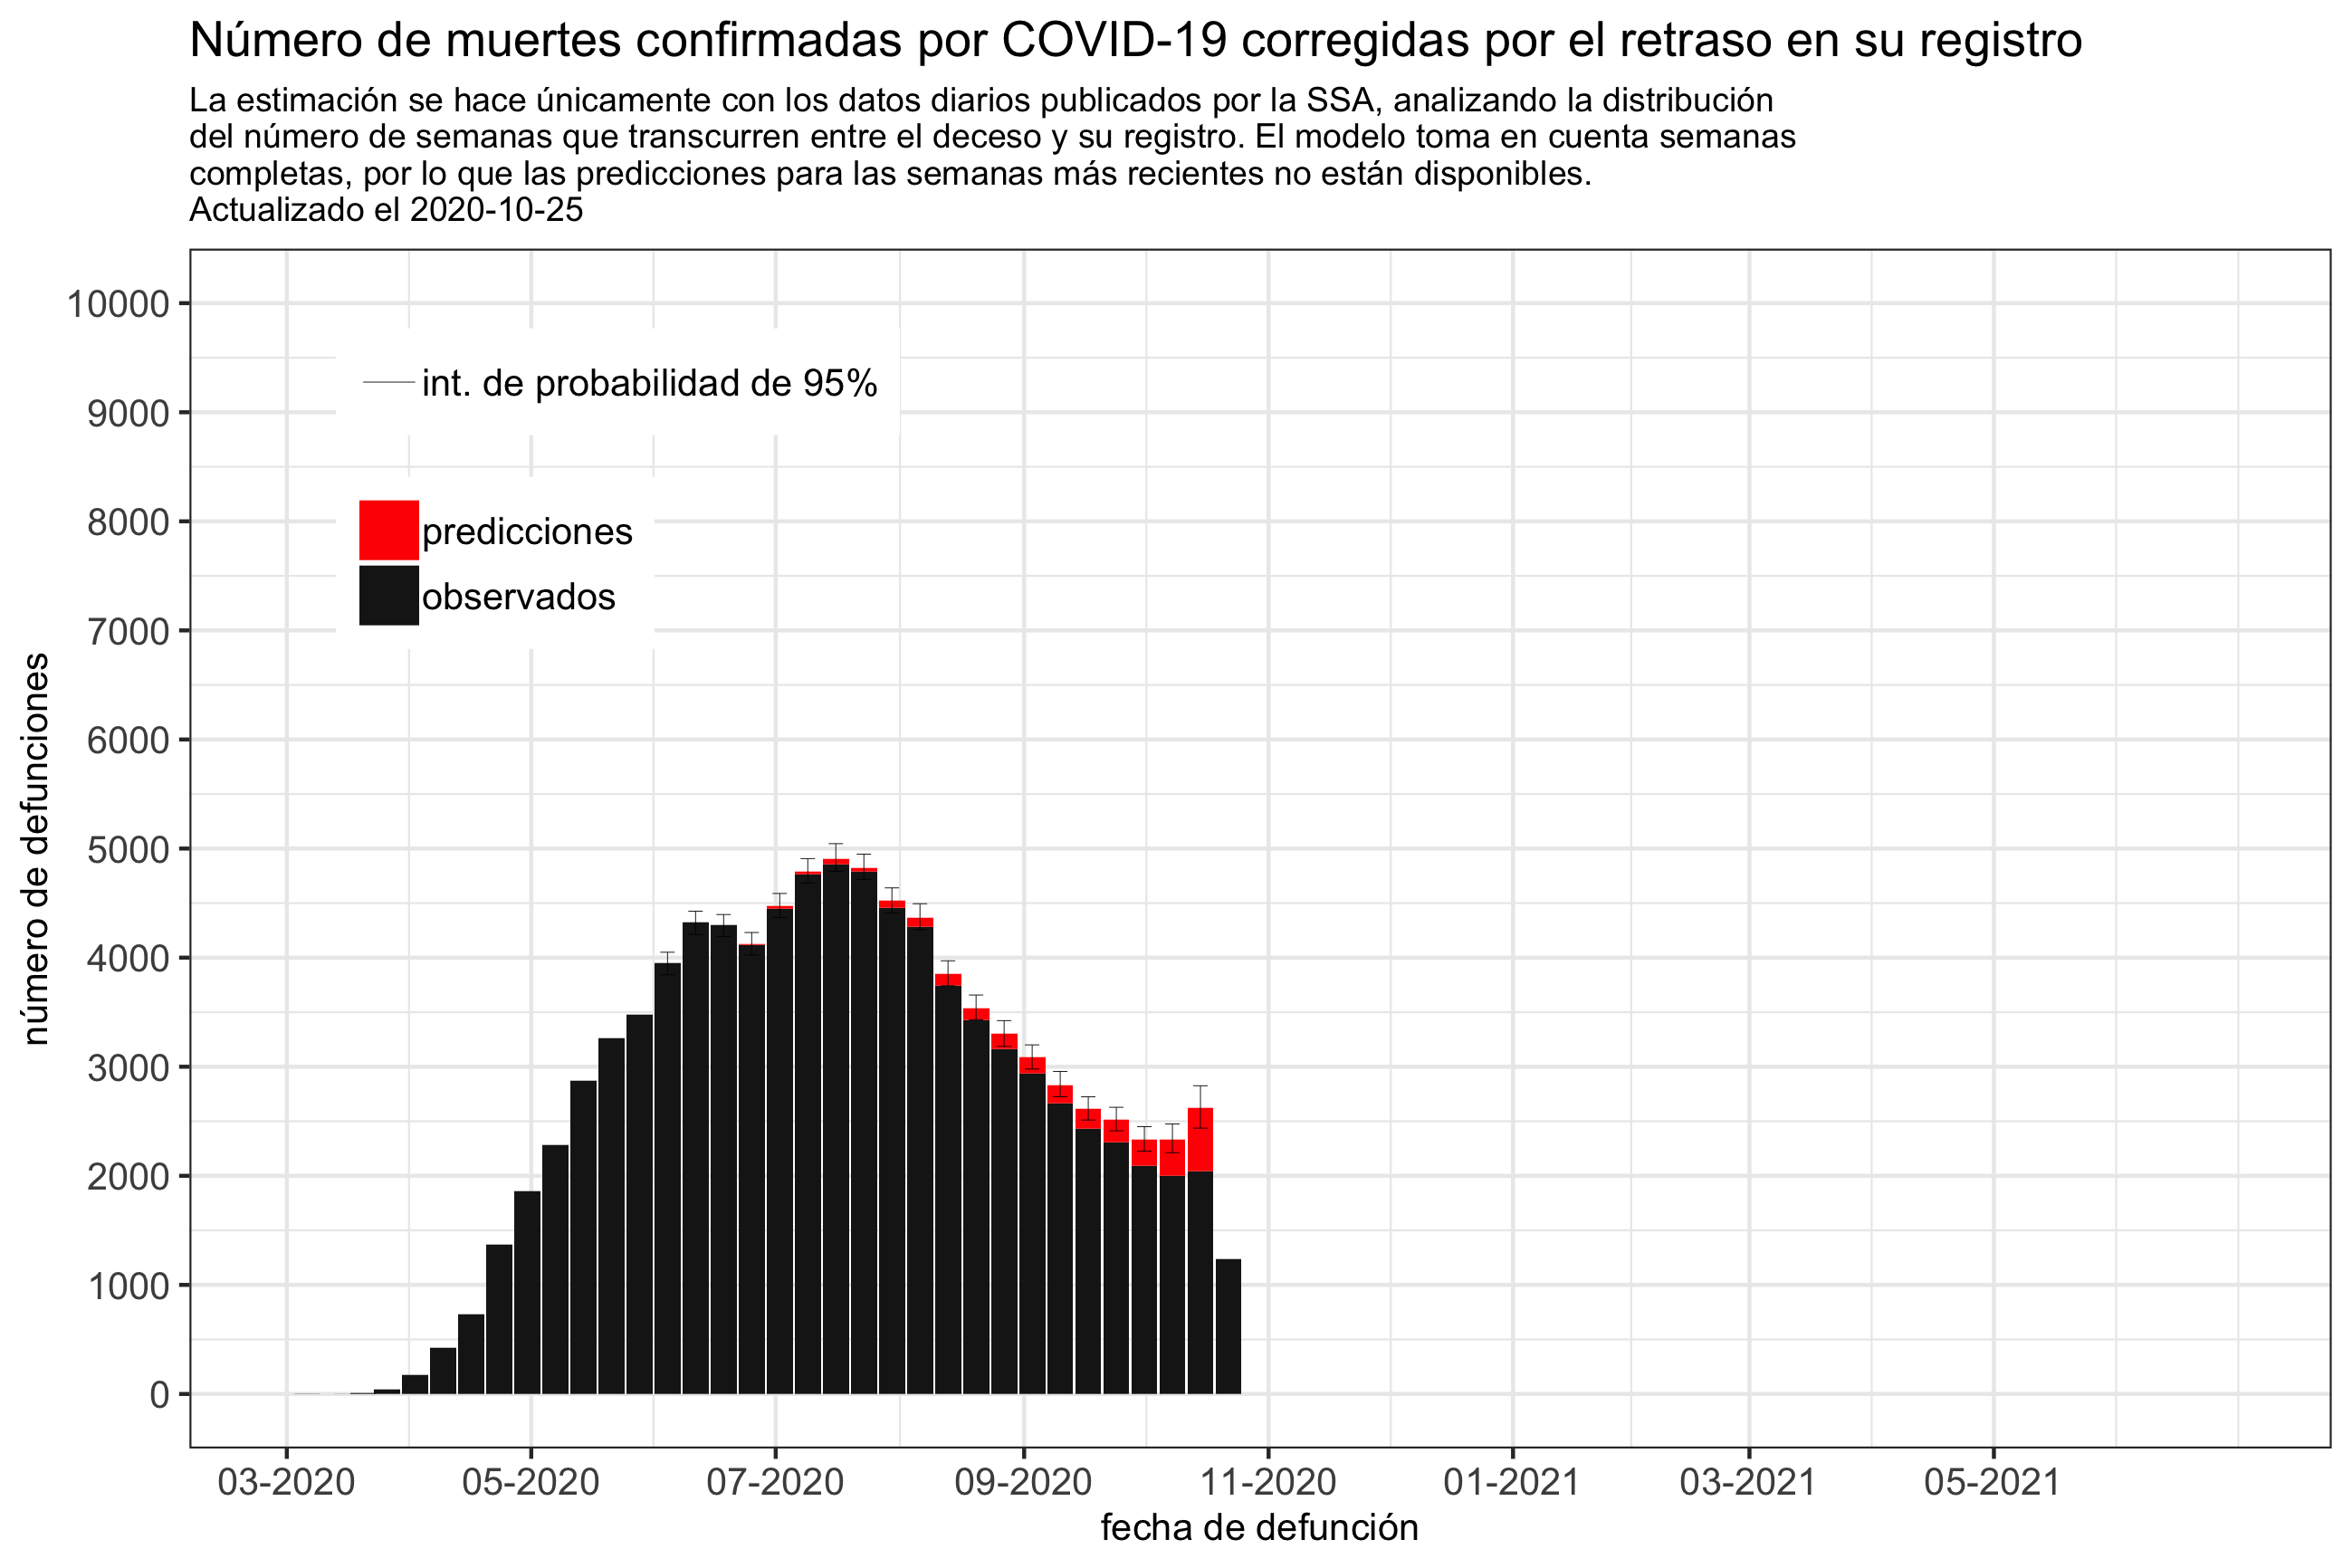 Número de muertes confirmadas por COVID-19 corregidas por el retraso en su registro
La estimación se hace únicamente con los datos diarios publicados por la SSA, analizando la distribución
del número de semanas que transcurren entre el deceso y su registro. El modelo toma en cuenta semanas
completas, por lo que las predicciones para las semanas más recientes no están disponibles.
Actualizado el 2020-10-25
número de defunciones
10000
9000
8000
7000
6000
5000
4000
3000
2000
1000
0
int. de probabilidad de 95%
predicciones
observados
03-2020 05-2020 07-2020 09-2020 11-2020 01-2021 03-2021 05-2021
fecha de defunción